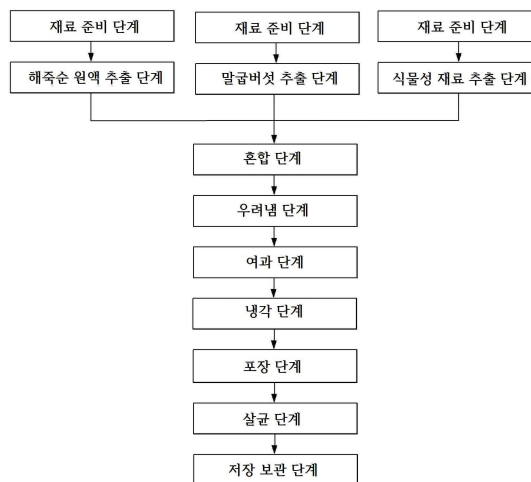 재료 준비 단계
재료 준비 단계
재료 준비 단계
해죽순 원액 추출 단계
말굽버섯 추출 단계
식물성 재료 추출 단계
혼합 단계
우려냄 단계
여과 단계
냉각 단계
포장 단계
살균 단계
저장 보관 단계